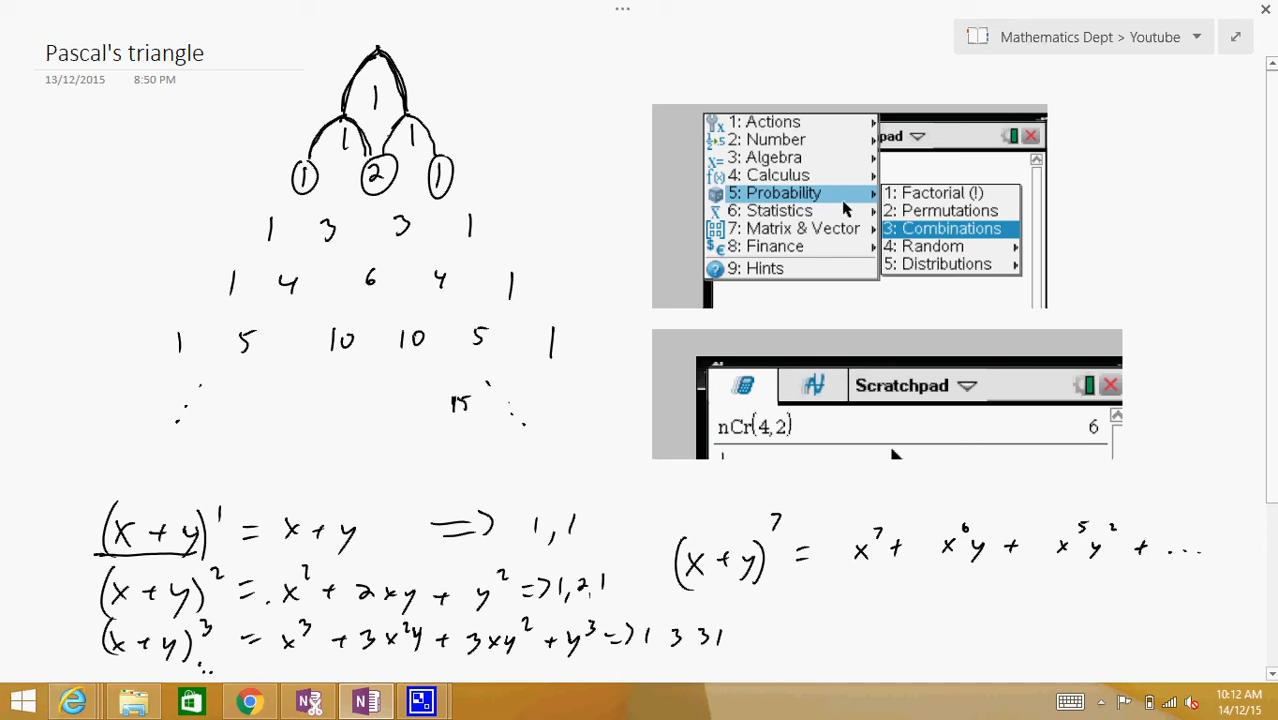 Pascal's triangle
13/12/2015 8:50 PM
Mathematics Dept > Youtube
1
1 1
1 2 1
1 3 3 1
1 4 6 4 1
1 5 10 10 5 1
15
1: Actions
2: Number
3: Algebra
4: Calculus
5: Probability
6: Statistics
7: Matrix & Vector
8: Finance
9: Hints
pad
1: Factorial (!)
2: Permutations
3: Combinations
4: Random
5: Distributions
Scratchpad
nCr(4,2) 6
(x + y)¹ = x + y => 1, 1
(x + y)² = x² + 2xy + y² => 1, 2, 1
(x + y)³ = x³ + 3x²y + 3xy² + y³ => 1 3 3 1
(x + y)⁷ = x⁷ + x⁶y + x⁵y² + ...
10:12 AM
14/12/15